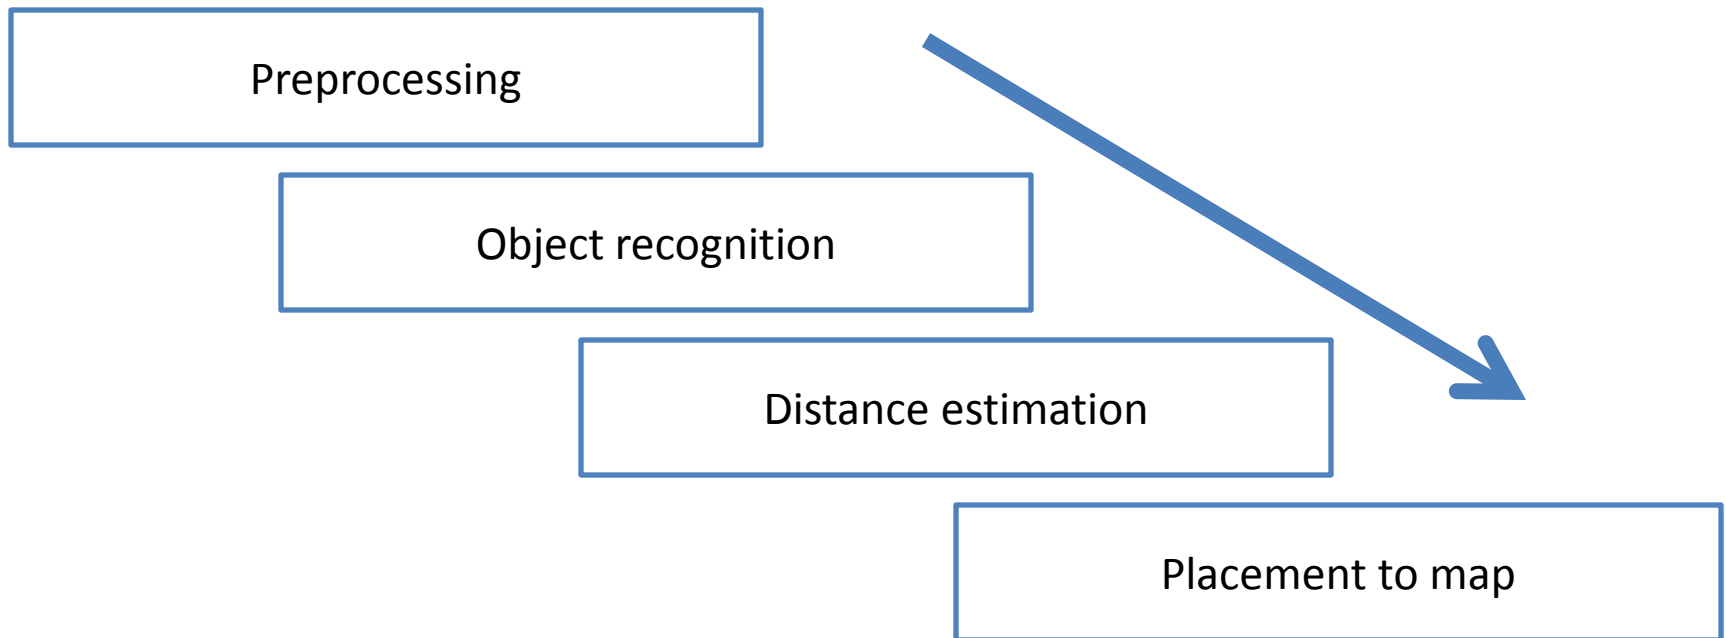 Preprocessing
Object recognition
Distance estimation
Placement to map